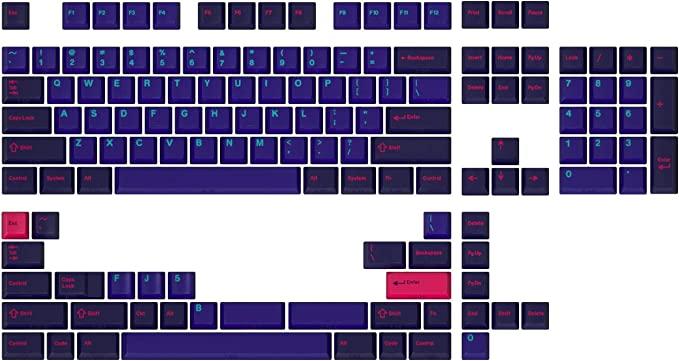 Esc F1 F2 F3 F4 F5 F6 F7 F8 F9 F10 F11 F12 Print Scroll Pause
~ ` ! 1 @ 2 # 3 $ 4 % 5 ^ 6 & 7 * 8 ( 9 ) 0 _ - + = ← Backspace Insert Home PgUp Lock / * −
Tab Q W E R T Y U I O P { [ } ] | \ Delete End PgDn 7 8 9 +
Caps Lock A S D F G H J K L : ; " ' Enter 4 5 6
Shift Z X C V B N M < , > . ? / Shift ↑ 1 2 3 Enter
Control System Alt Alt System Fn Control ← ↓ → 0 .
Esc ~ ` | \ Delete
Tab | \ Backspace PgUp
Control Caps Lock F J 5 Enter PgDn
Shift Shift Ctrl Alt B Alt Shift Fn End Shift Delete
Control Code Alt Alt Code Control 0